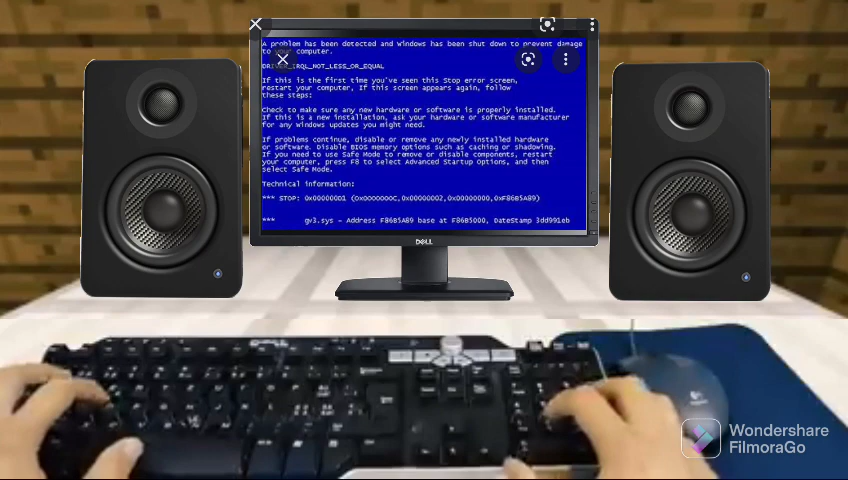 A problem has been detected and Windows has been shut down to prevent damage
to your computer.
DRIVER_IRQL_NOT_LESS_OR_EQUAL
If this is the first time you've seen this Stop error screen,
restart your computer, If this screen appears again, follow
these steps:
Check to make sure any new hardware or software is properly installed.
If this is a new installation, ask your hardware or software manufacturer
for any Windows updates you might need.
If problems continue, disable or remove any newly installed hardware
or software. Disable BIOS memory options such as caching or shadowing.
If you need to use Safe Mode to remove or disable components, restart
your computer, press F8 to select Advanced Startup Options, and then
select Safe Mode.
Technical information:
*** STOP: 0x000000D1 (0x0000000C,0x00000002,0x00000000,0xF86B5A89)
*** gv3.sys - Address F86B5A89 base at F86B5000, DateStamp 3dd991eb
DELL
Wondershare
FilmoraGo